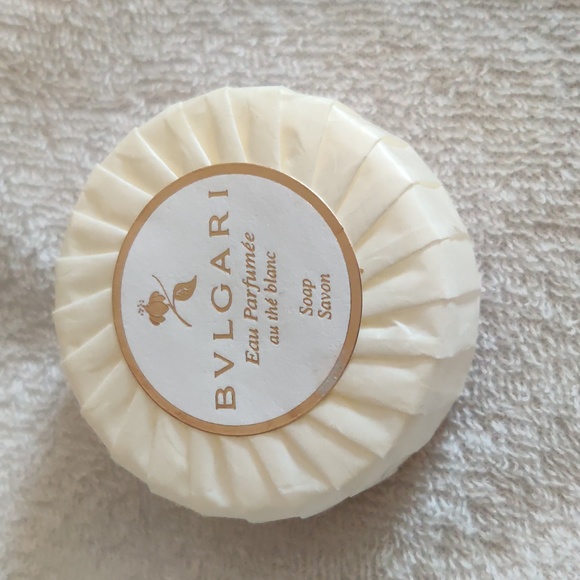 BVLGARI
Eau Parfumée
au thé blanc
Soap
Savon